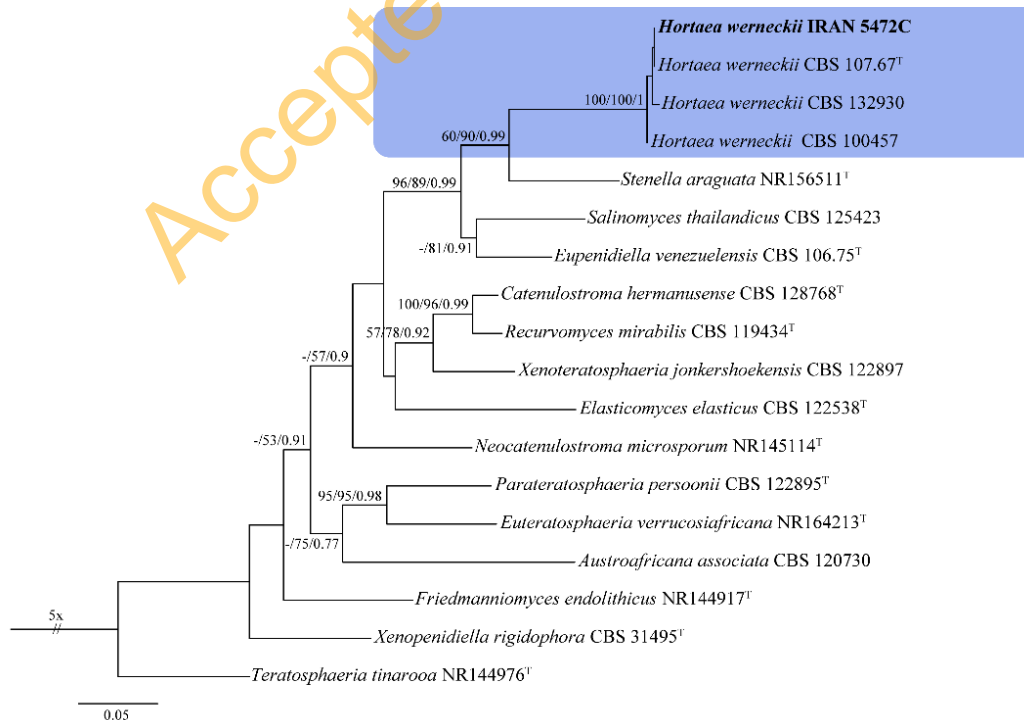 Accepte
Hortaea werneckii IRAN 5472C
Hortaea werneckii CBS 107.67ᵀ
100/100/1
Hortaea werneckii CBS 132930
60/90/0.99
Hortaea werneckii CBS 100457
96/89/0.99
Stenella araguata NR156511ᵀ
Salinomyces thailandicus CBS 125423
-/81/0.91
Eupenidiella venezuelensis CBS 106.75ᵀ
Catenulostroma hermanusense CBS 128768ᵀ
100/96/0.99
57/78/0.92
Recurvomyces mirabilis CBS 119434ᵀ
-/57/0.9
Xenoteratosphaeria jonkershoekensis CBS 122897
Elasticomyces elasticus CBS 122538ᵀ
-/53/0.91
Neocatenulostroma microsporum NR145114ᵀ
Parateratosphaeria persoonii CBS 122895ᵀ
95/95/0.98
Euteratosphaeria verrucosiafricana NR164213ᵀ
-/75/0.77
Austroafricana associata CBS 120730
Friedmanniomyces endolithicus NR144917ᵀ
5x
//
Xenopenidiella rigidophora CBS 31495ᵀ
Teratosphaeria tinarooa NR144976ᵀ
0.05